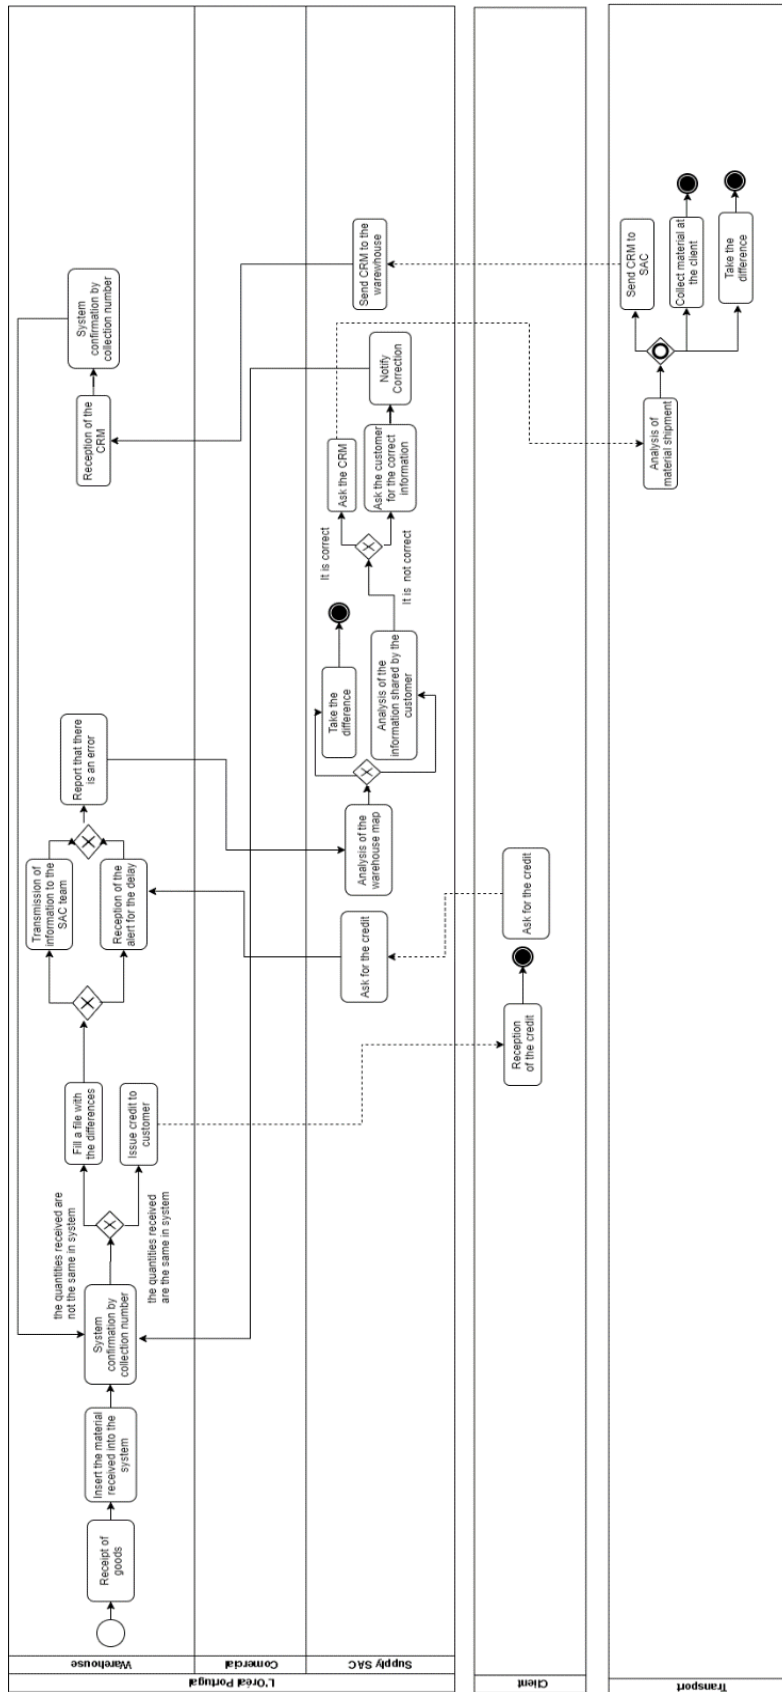 L'Oréal Portugal
Warehouse
Comercial
Supply SAC
Client
Transport
Receipt of
goods
Insert the material
received into the
system
System
confirmation by
collection number
the quantities received are
not the same in system
the quantities received
are the same in system
Fill a file with
the differences
Issue credit to
customer
X
X
Transmission of
information to the
SAC team
Reception of the
alert for the delay
X
Report that there
is an error
Reception of the
CRM
System
confirmation by
collection number
Ask for the credit
Analysis of the
warehouse map
X
Take the
difference
Analysis of the
information shared by the
customer
It is correct
It is not correct
X
Ask the CRM
Ask the customer
for the correct
information
Notify
Correction
Send CRM to the
warewhouse
Reception
of the credit
Ask for the credit
Analysis of
material shipment
Send CRM to
SAC
Collect material at
the client
Take the
difference